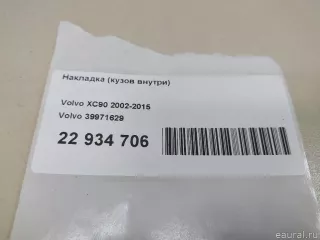 Накладка (кузов внутри)
Volvo XC90 2002-2015
Volvo 39971629
22 934 706
eaural.ru